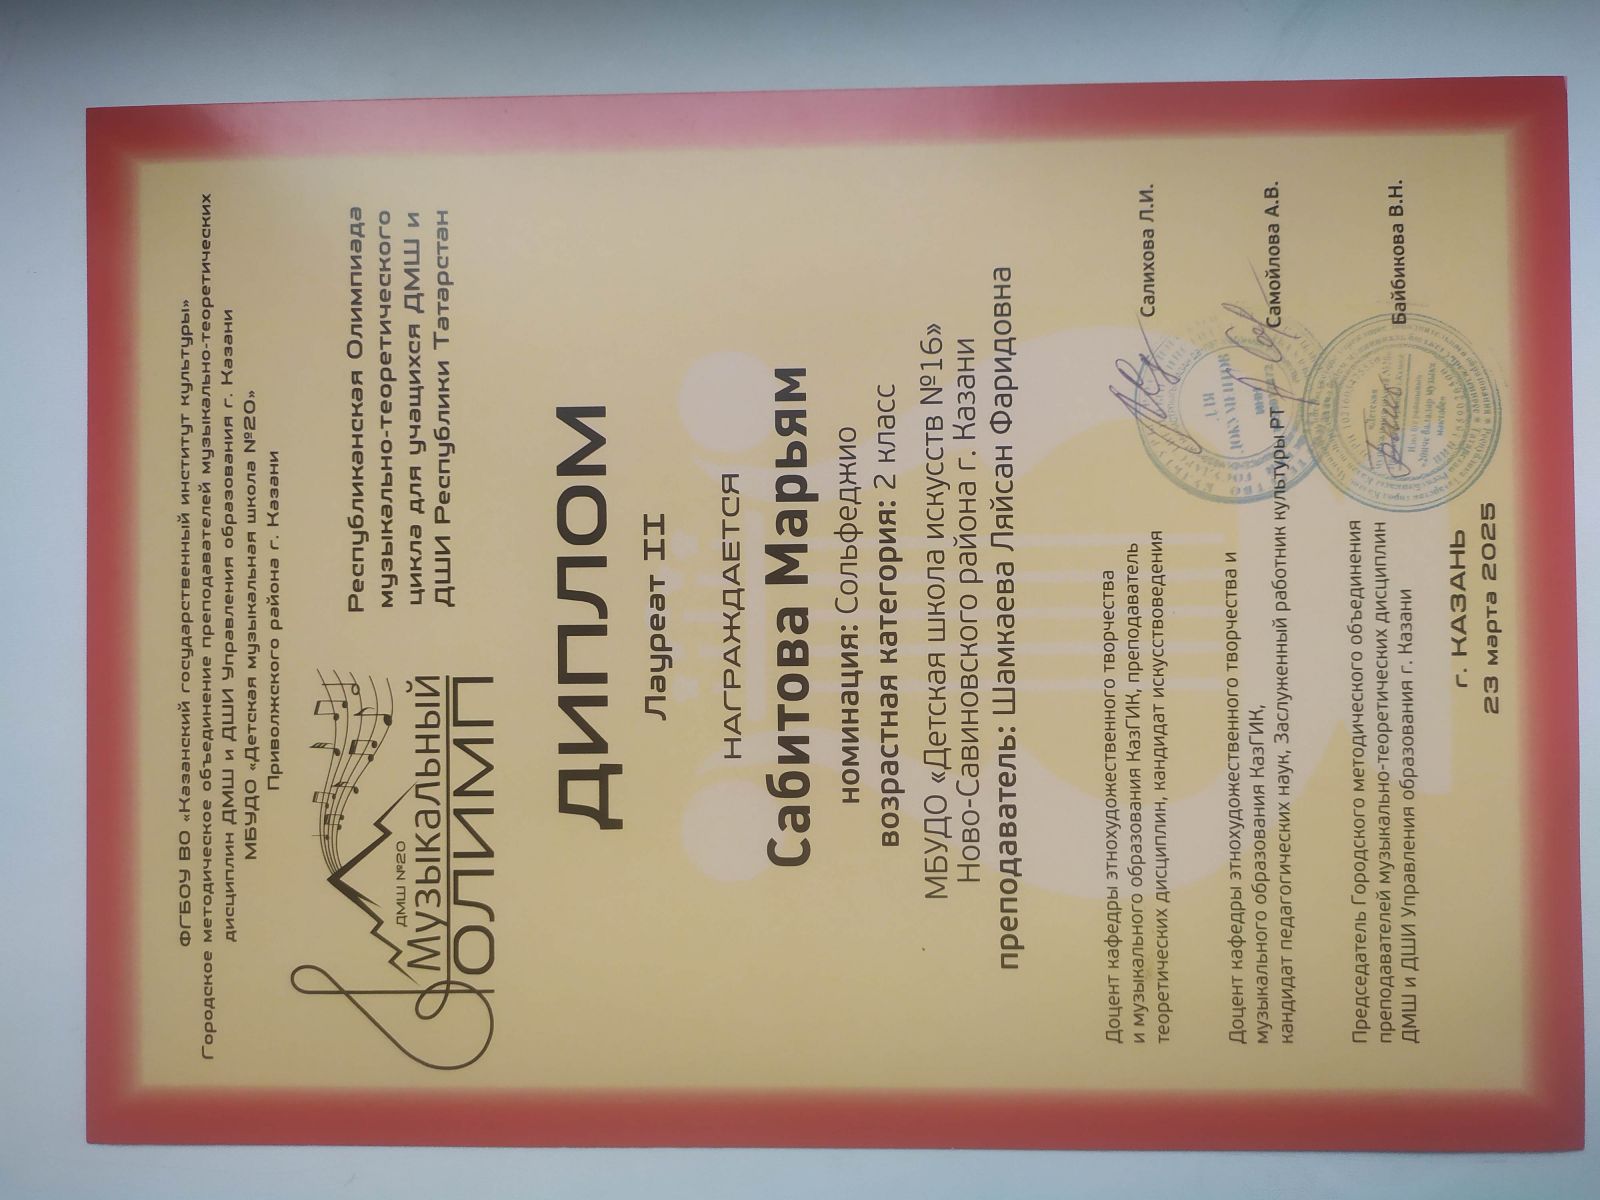 ФГБОУ ВО «Казанский государственный институт культуры»
Городское методическое объединение преподавателей музыкально-теоретических
дисциплин ДМШ и ДШИ Управления образования г. Казани
МБУДО «Детская музыкальная школа №20»
Приволжского района г. Казани
ДМШ №20
Музыкальный
ОЛИМП
Республиканская Олимпиада
музыкально-теоретического
цикла для учащихся ДМШ и
ДШИ Республики Татарстан
ДИПЛОМ
Лауреат II
НАГРАЖДАЕТСЯ
Сабитова Марьям
номинация: Сольфеджио
возрастная категория: 2 класс
МБУДО «Детская школа искусств №16»
Ново-Савиновского района г. Казани
преподаватель: Шамкаева Ляйсан Фаридовна
Доцент кафедры этнохудожественного творчества
и музыкального образования КазГИК, преподаватель
теоретических дисциплин, кандидат искусствоведения
Салихова Л.И.
Доцент кафедры этнохудожественного творчества и
музыкального образования КазГИК,
кандидат педагогических наук, Заслуженный работник культуры РТ
Самойлова А.В.
Председатель Городского методического объединения
преподавателей музыкально-теоретических дисциплин
ДМШ и ДШИ Управления образования г. Казани
Байбикова В.Н.
ДЛЯ
ДОКУМЕНТОВ
г. КАЗАНЬ
23 марта 2025